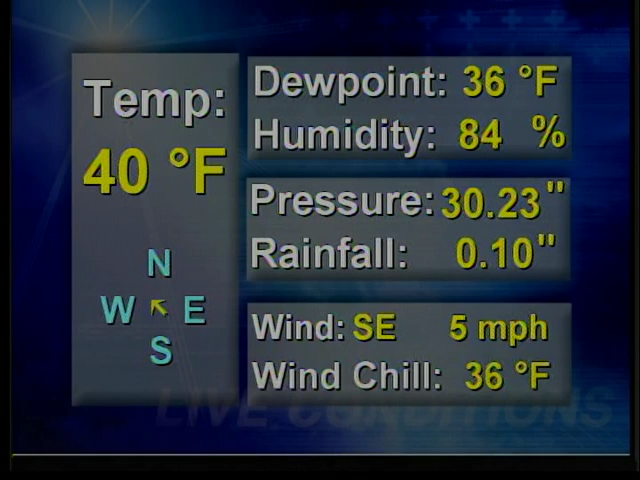 Temp:
40 °F
N
W E
S
Dewpoint: 36 °F
Humidity: 84 %
Pressure: 30.23"
Rainfall: 0.10"
Wind: SE 5 mph
Wind Chill: 36 °F
LIVE CONDITIONS